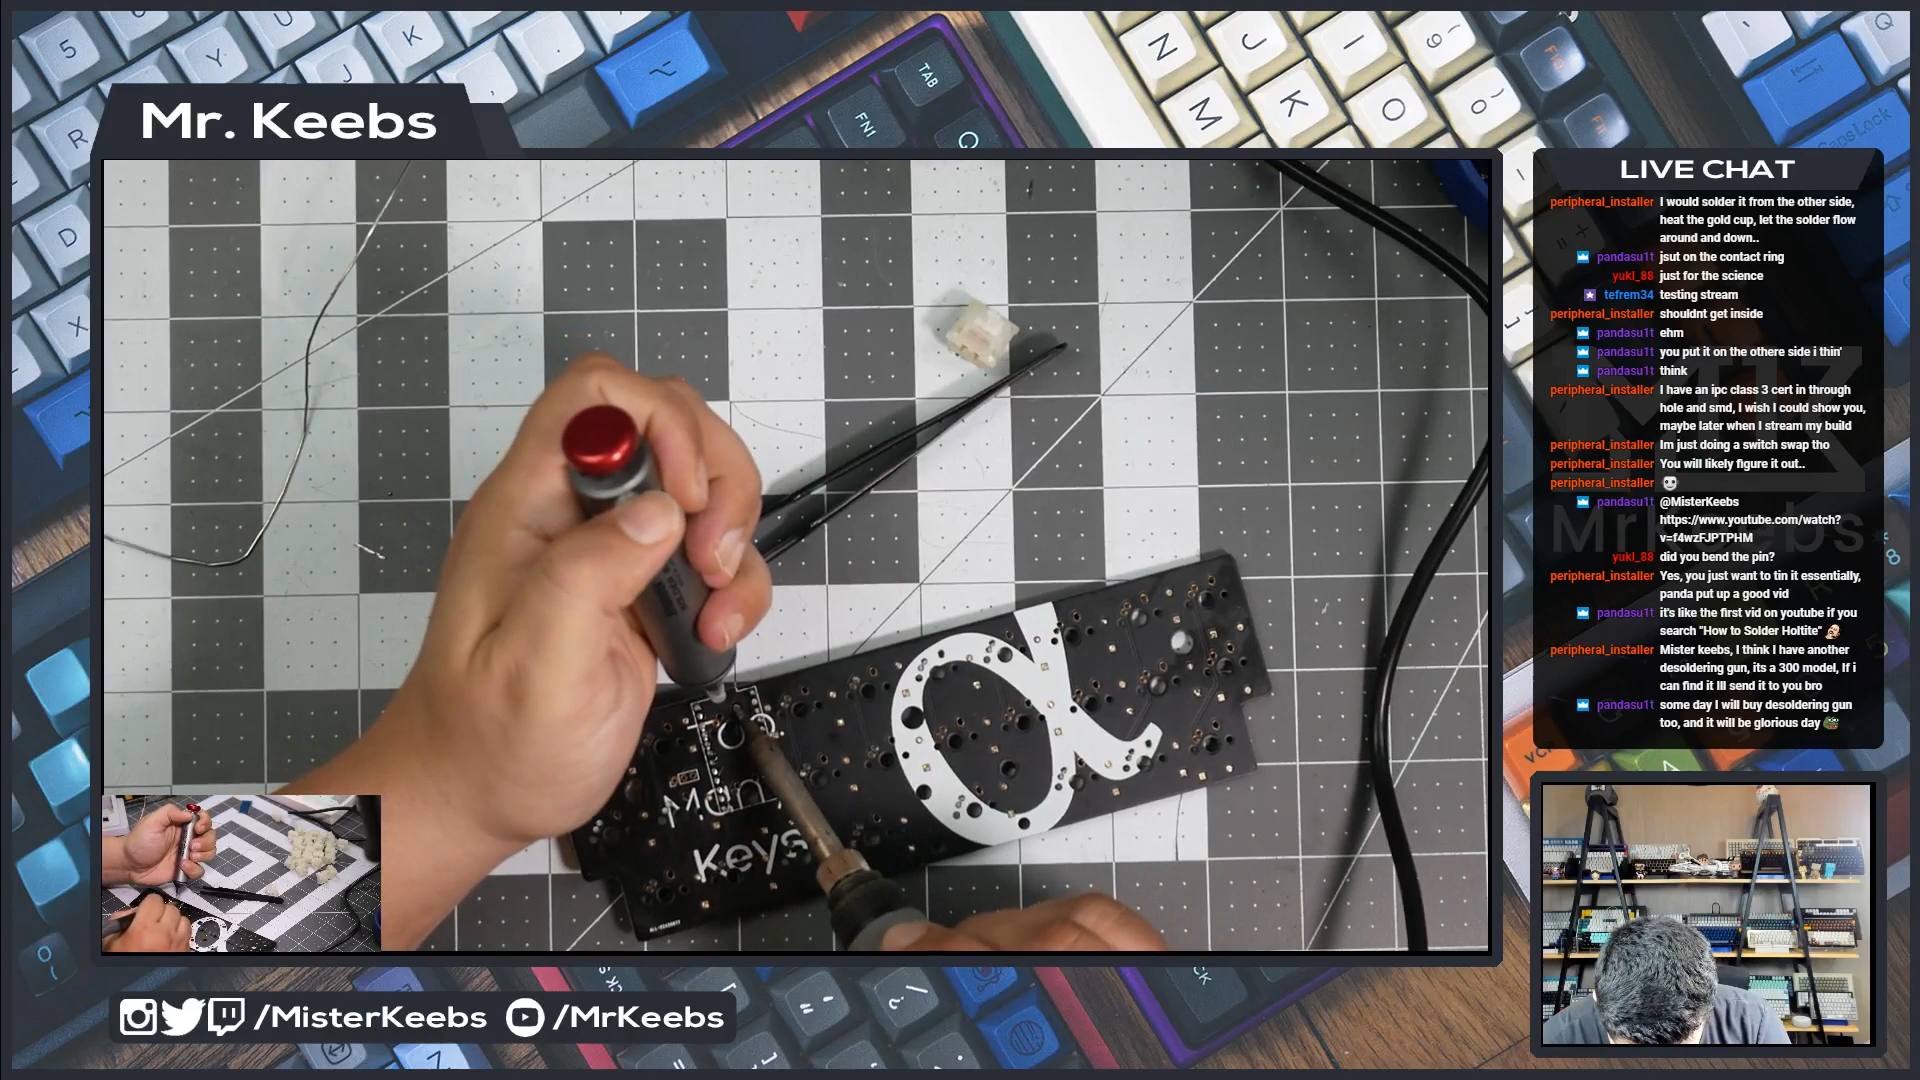 Mr. Keebs
LIVE CHAT
peripheral_installer I would solder it from the other side,
heat the gold cup, let the solder flow
around and down..
pandasu1t jsut on the contact ring
yukl_88 just for the science
tefrem34 testing stream
peripheral_installer shouldnt get inside
pandasu1t ehm
pandasu1t you put it on the othere side i thin'
pandasu1t think
peripheral_installer I have an ipc class 3 cert in through
hole and smd, I wish I could show you,
maybe later when I stream my build
peripheral_installer Im just doing a switch swap tho
peripheral_installer You will likely figure it out..
peripheral_installer
pandasu1t @MisterKeebs
https://www.youtube.com/watch?
v=f4wzFJPTPHM
yukl_88 did you bend the pin?
peripheral_installer Yes, you just want to tin it essentially,
panda put up a good vid
pandasu1t it's like the first vid on youtube if you
search "How to Solder Holtite"
peripheral_installer Mister keebs, I think I have another
desoldering gun, its a 300 model, If i
can find it Ill send it to you bro
pandasu1t some day I will buy desoldering gun
too, and it will be glorious day
MrKeebs
Keys
/MisterKeebs
/MrKeebs
TAB
FN1
CapsLock
5
Y
U
K
J
R
D
X
N
J
I
M
K
O
Q
Z